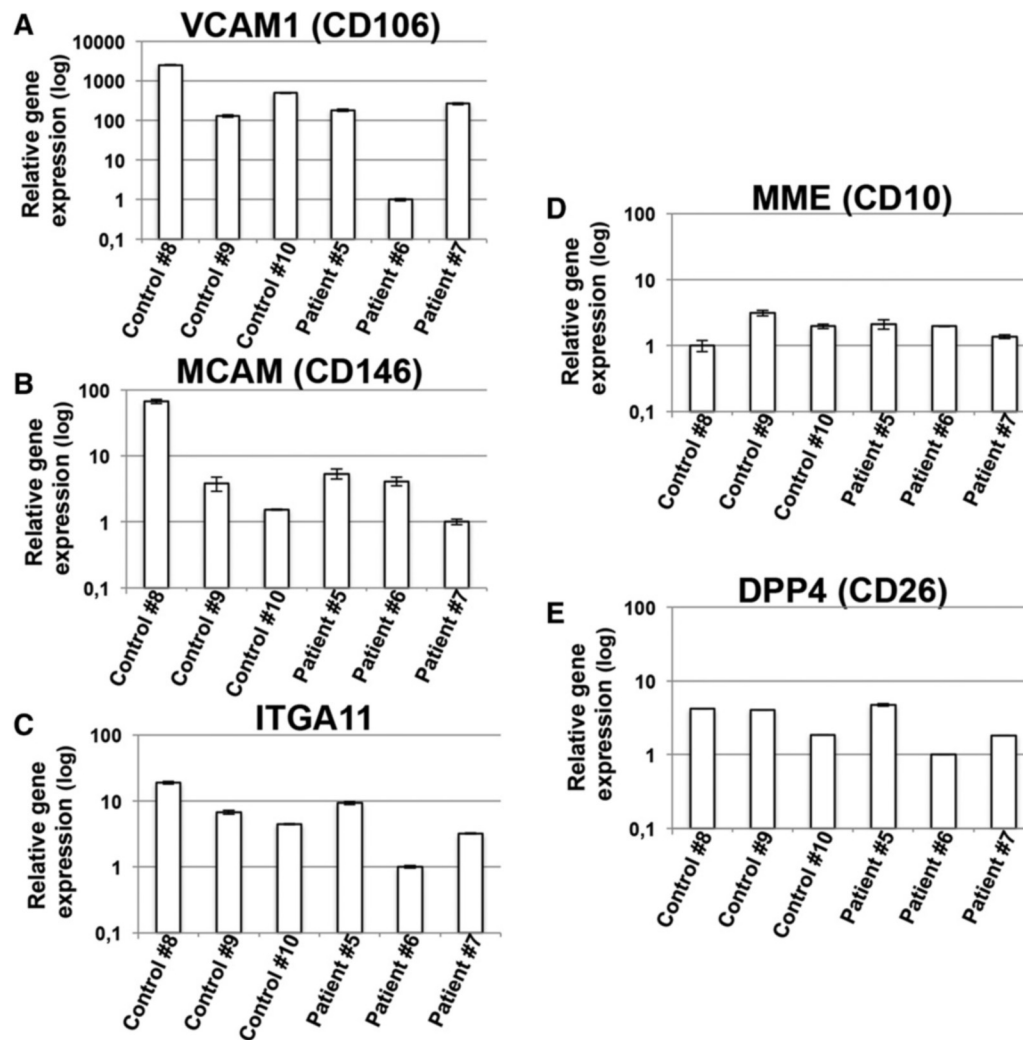 A
VCAM1 (CD106)
Relative gene
expression (log)
10000
1000
100
10
1
0,1
Control #8
Control #9
Control #10
Patient #5
Patient #6
Patient #7
B
MCAM (CD146)
Relative gene
expression (log)
100
10
1
0,1
Control #8
Control #9
Control #10
Patient #5
Patient #6
Patient #7
C
ITGA11
Relative gene
expression (log)
100
10
1
0,1
Control #8
Control #9
Control #10
Patient #5
Patient #6
Patient #7
D
MME (CD10)
Relative gene
expression (log)
100
10
1
0,1
Control #8
Control #9
Control #10
Patient #5
Patient #6
Patient #7
E
DPP4 (CD26)
Relative gene
expression (log)
100
10
1
0,1
Control #8
Control #9
Control #10
Patient #5
Patient #6
Patient #7